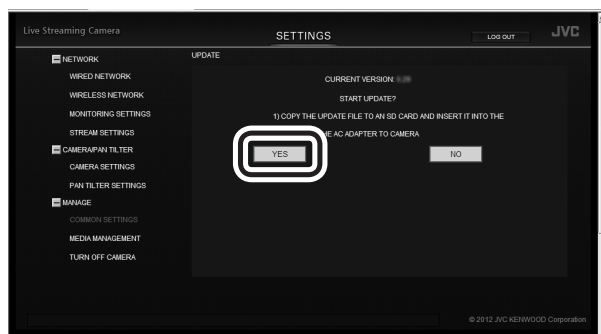 Live Streaming Camera
SETTINGS
LOG OUT
JVC
NETWORK
WIRED NETWORK
WIRELESS NETWORK
MONITORING SETTINGS
STREAM SETTINGS
CAMERA/PAN TILTER
CAMERA SETTINGS
PAN TILTER SETTINGS
MANAGE
COMMON SETTINGS
MEDIA MANAGEMENT
TURN OFF CAMERA
UPDATE
CURRENT VERSION:
START UPDATE?
1) COPY THE UPDATE FILE TO AN SD CARD AND INSERT IT INTO THE
AC ADAPTER TO CAMERA
YES
NO
© 2012 JVC KENWOOD Corporation